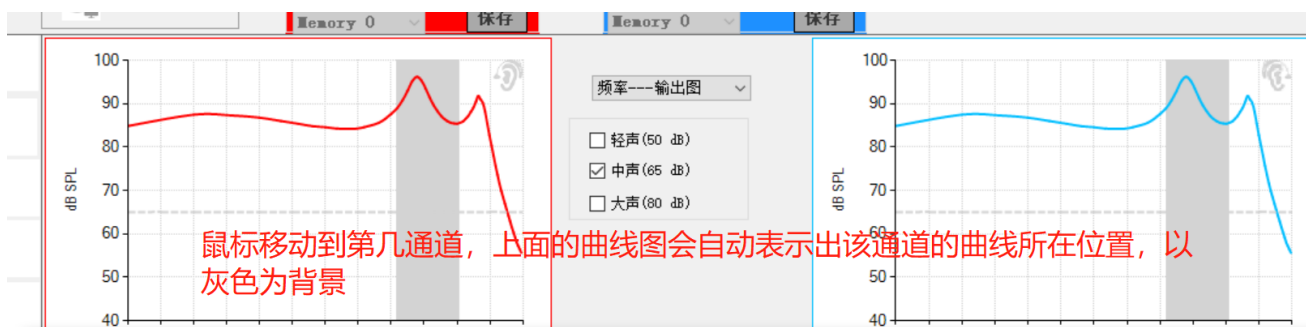 Memory 0 保存 Memory 0 保存
100
90
80
70
60
50
40
dB SPL
频率---输出图
轻声(50 dB)
中声(65 dB)
大声(80 dB)
100
90
80
70
60
50
40
dB SPL
鼠标移动到第几通道，上面的曲线图会自动表示出该通道的曲线所在位置，以
灰色为背景